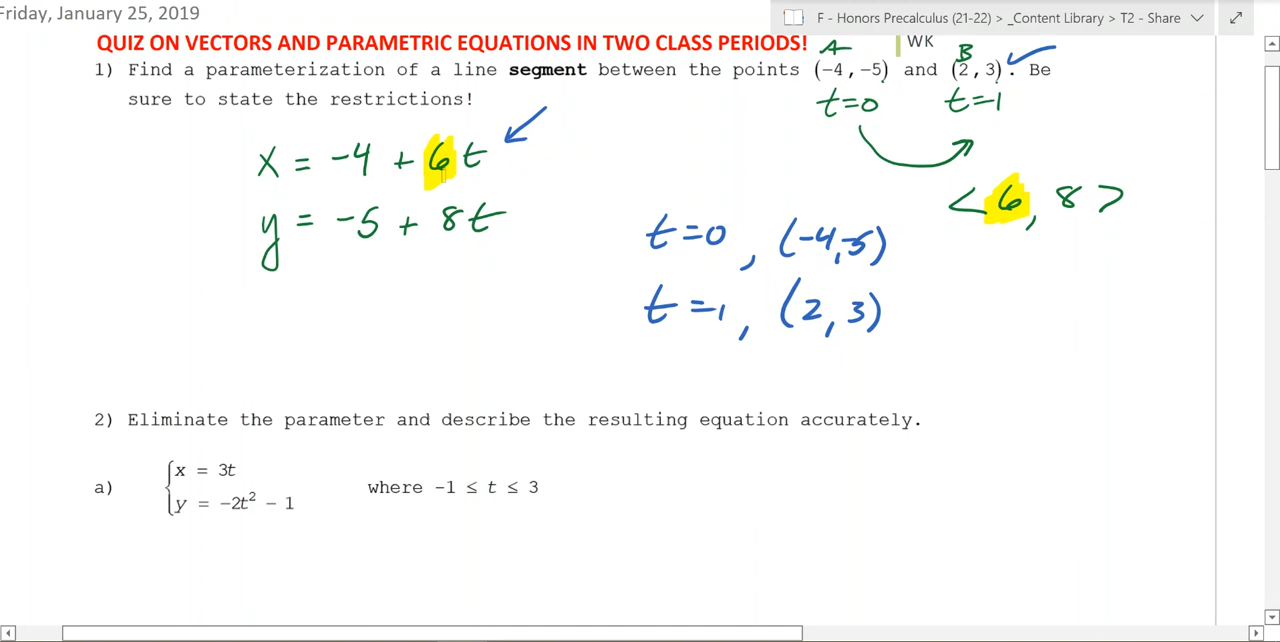 Friday, January 25, 2019
F - Honors Precalculus (21-22) > _Content Library > T2 - Share
QUIZ ON VECTORS AND PARAMETRIC EQUATIONS IN TWO CLASS PERIODS!
WK
A B
1) Find a parameterization of a line segment between the points (−4, −5) and (2, 3). Be
sure to state the restrictions!
t=0 t=1
x = -4 + 6t
<6, 8>
y = -5 + 8t
t=0, (-4,-5)
t=1, (2, 3)
2) Eliminate the parameter and describe the resulting equation accurately.
a) {x = 3t
y = −2t² − 1 where −1 ≤ t ≤ 3